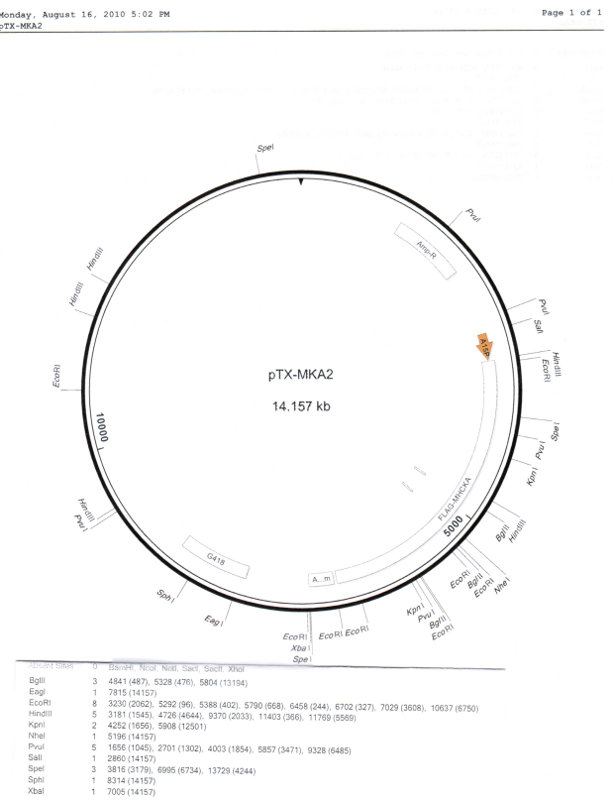 Monday, August 16, 2010 5:02 PM
Page 1 of 1
pTX-MKA2
SpeI
PvuI
Amp-R
HindIII
HindIII
PvuI
SalI
A15P
HindIII
EcoRI
EcoRI
pTX-MKA2
14.157 kb
10000
SpeI
PvuI
KpnI
FLAG-MHCKA
5000
HindIII
BglII
HindIII
PvuI
G418
A...m
EcoRI
BglII
EcoRI
NheI
SphI
EagI
KpnI
PvuI
BglII
EcoRI
EcoRI
EcoRI
EcoRI
XbaI
SpeI
Absent Sites 0 BamHI, NcoI, NotI, SacI, SacII, XhoI
BglII 3 4841 (487), 5328 (476), 5804 (13194)
EagI 1 7815 (14157)
EcoRI 8 3230 (2062), 5292 (96), 5388 (402), 5790 (668), 6458 (244), 6702 (327), 7029 (3608), 10637 (6750)
HindIII 5 3181 (1545), 4726 (4644), 9370 (2033), 11403 (366), 11769 (5569)
KpnI 2 4252 (1656), 5908 (12501)
NheI 1 5196 (14157)
PvuI 5 1656 (1045), 2701 (1302), 4003 (1854), 5857 (3471), 9328 (6485)
SalI 1 2860 (14157)
SpeI 3 3816 (3179), 6995 (6734), 13729 (4244)
SphI 1 8314 (14157)
XbaI 1 7005 (14157)